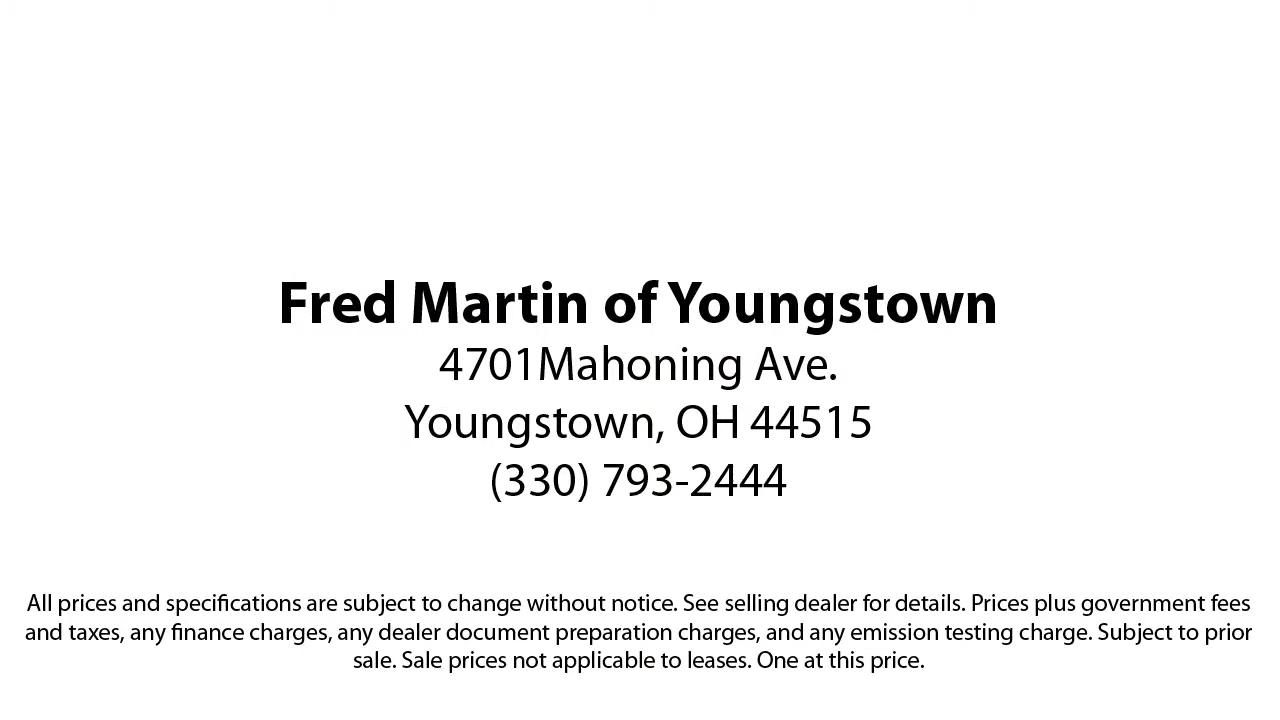 Fred Martin of Youngstown
4701Mahoning Ave.
Youngstown, OH 44515
(330) 793-2444
All prices and specifications are subject to change without notice. See selling dealer for details. Prices plus government fees
and taxes, any finance charges, any dealer document preparation charges, and any emission testing charge. Subject to prior
sale. Sale prices not applicable to leases. One at this price.